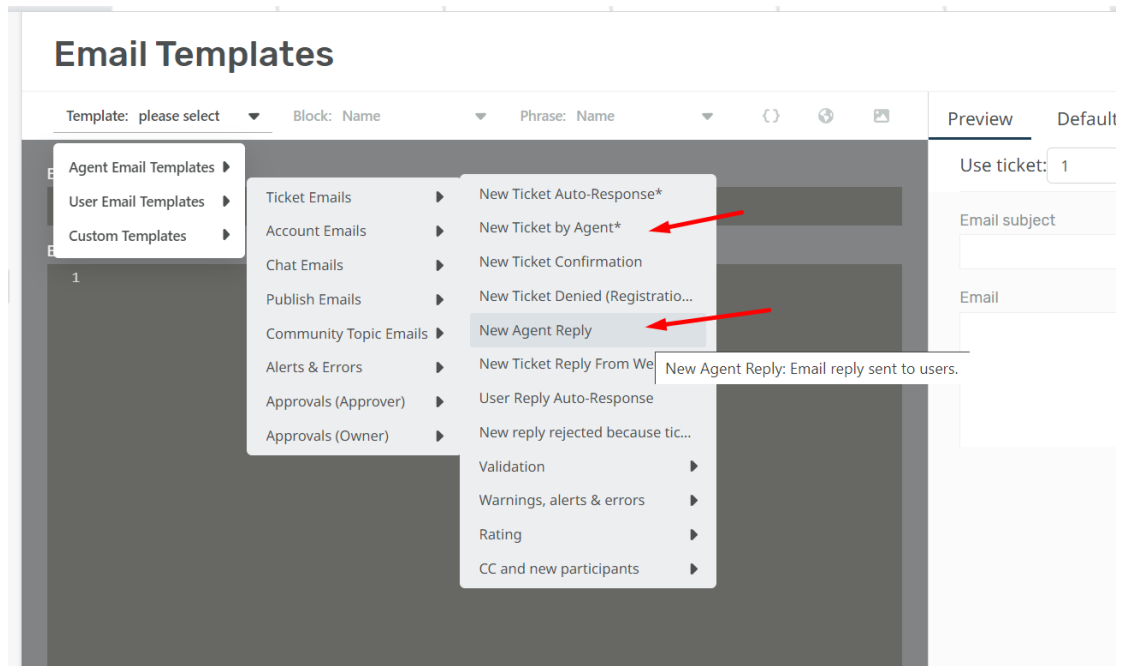 Email Templates
Template: please select
Block: Name
Phrase: Name
{}
Preview
Default
Agent Email Templates
User Email Templates
Custom Templates
Ticket Emails
Account Emails
Chat Emails
Publish Emails
Community Topic Emails
Alerts & Errors
Approvals (Approver)
Approvals (Owner)
New Ticket Auto-Response*
New Ticket by Agent*
New Ticket Confirmation
New Ticket Denied (Registratio...
New Agent Reply
New Ticket Reply From We
New Agent Reply: Email reply sent to users.
User Reply Auto-Response
New reply rejected because tic...
Validation
Warnings, alerts & errors
Rating
CC and new participants
1
Use ticket: 1
Email subject
Email